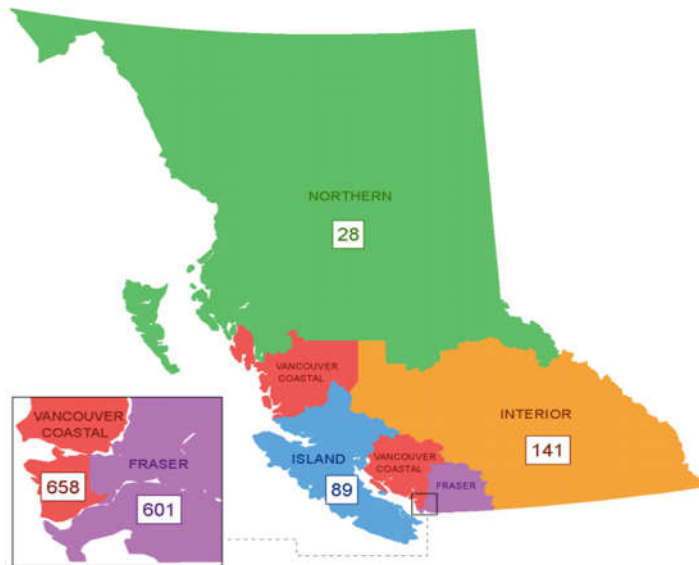 NORTHERN
28
VANCOUVER
COASTAL
INTERIOR
141
ISLAND
89
VANCOUVER
COASTAL
FRASER
VANCOUVER
COASTAL
FRASER
658
601